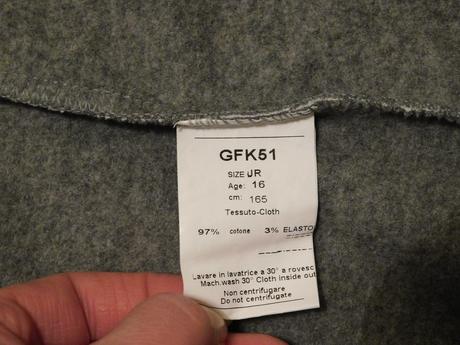 GFK51
SIZE JR
Age: 16
cm: 165
Tessuto-Cloth
97% cotone 3% ELASTO
Lavare in lavatrice a 30° a rovesc
Mach.wash 30° Cloth inside out
Non centrifugare
Do not centrifugate